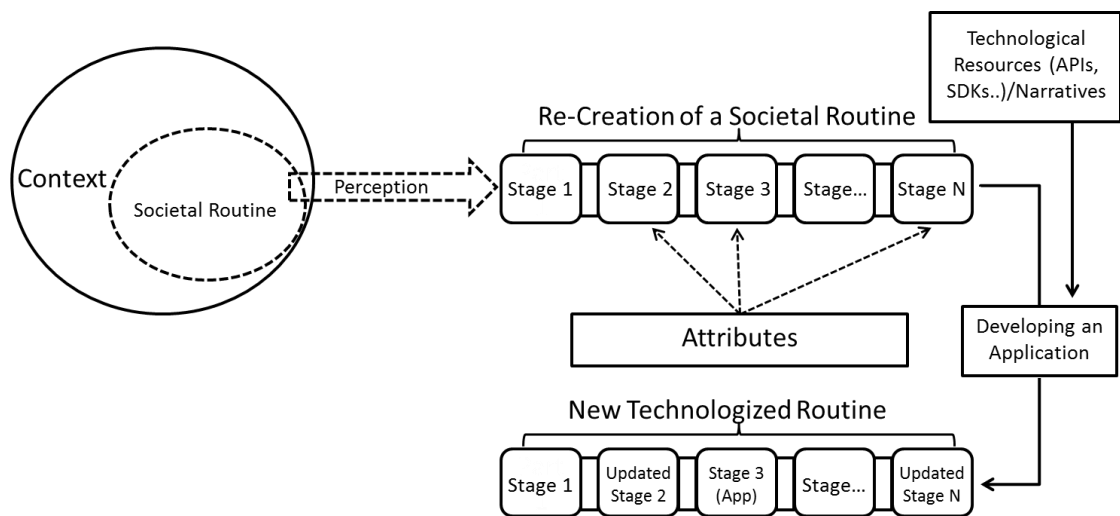 Technological
Resources (APIs,
SDKs..)/Narratives
Re-Creation of a Societal Routine
Context
Societal Routine
Perception
Stage 1
Stage 2
Stage 3
Stage...
Stage N
Attributes
Developing an
Application
New Technologized Routine
Stage 1
Updated
Stage 2
Stage 3
(App)
Stage...
Updated
Stage N